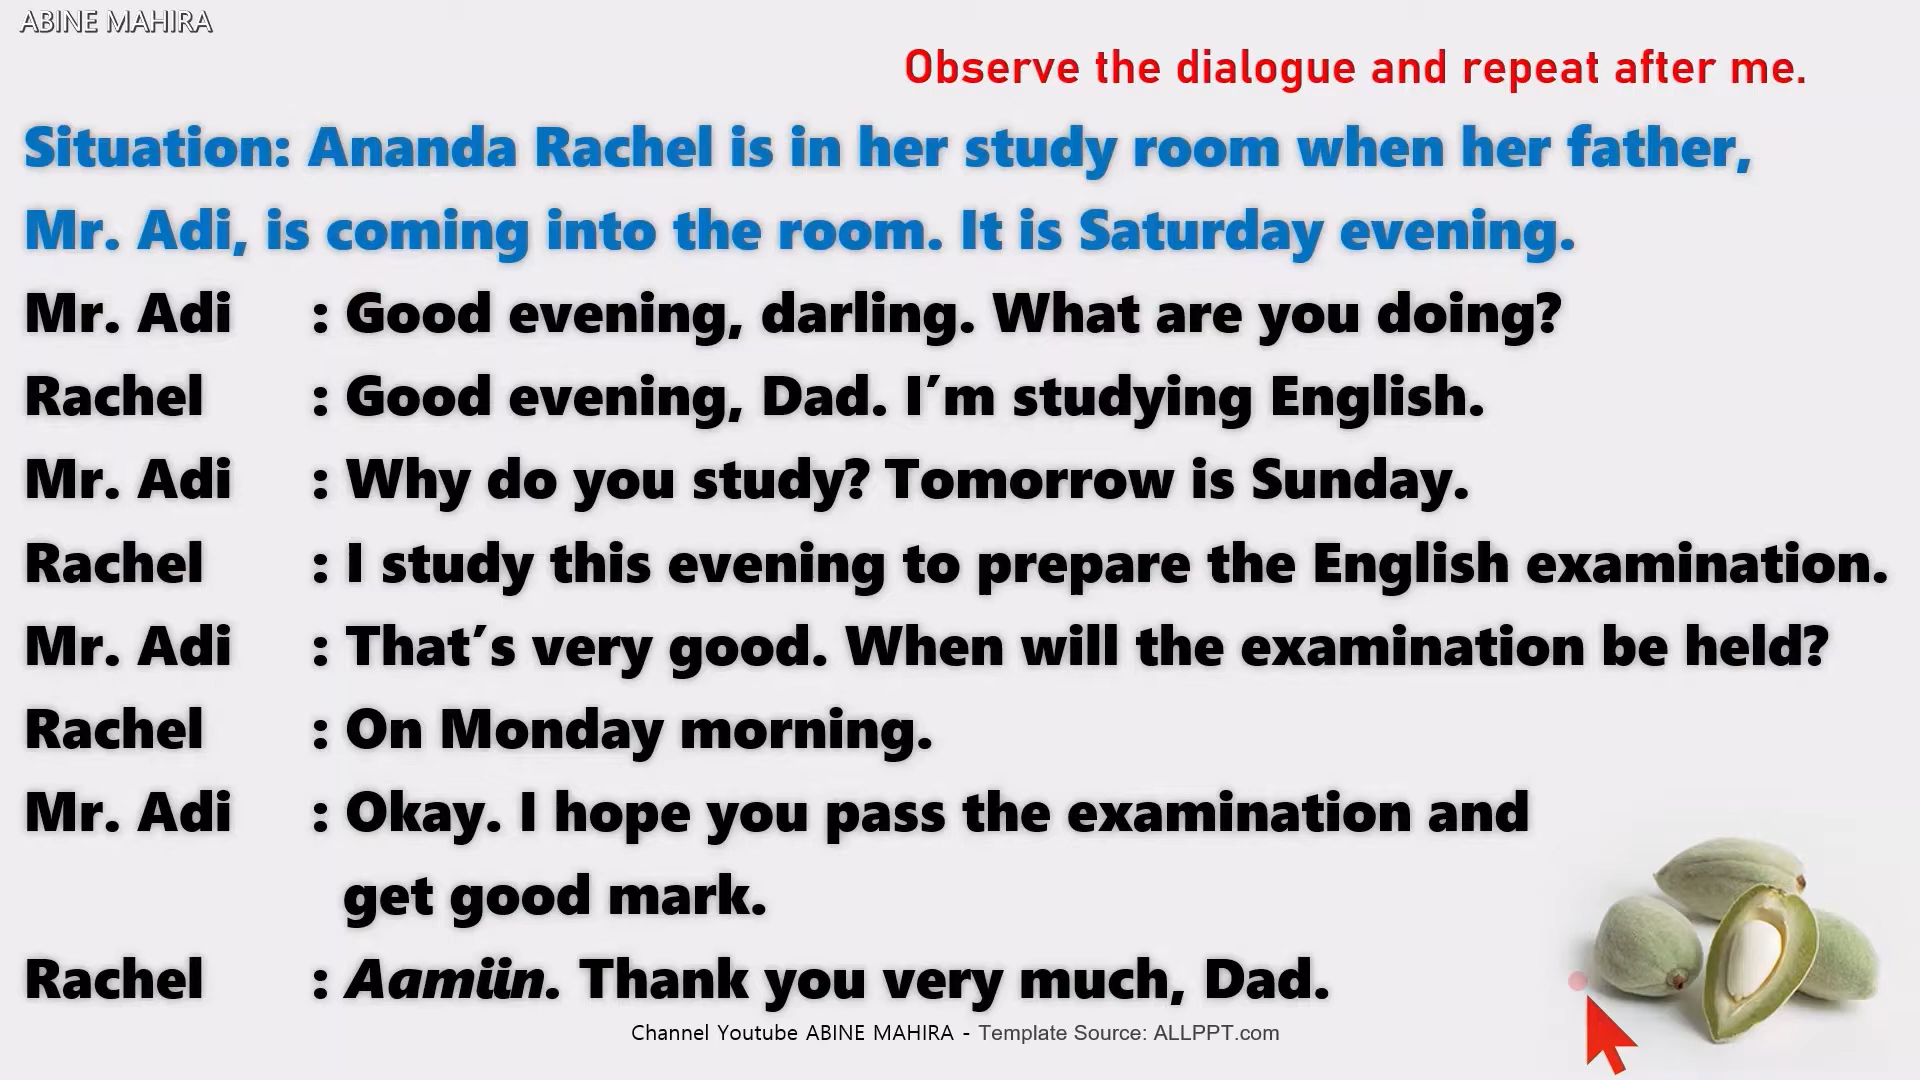 ABINE MAHIRA
Observe the dialogue and repeat after me.
Situation: Ananda Rachel is in her study room when her father,
Mr. Adi, is coming into the room. It is Saturday evening.
Mr. Adi : Good evening, darling. What are you doing?
Rachel : Good evening, Dad. I´m studying English.
Mr. Adi : Why do you study? Tomorrow is Sunday.
Rachel : I study this evening to prepare the English examination.
Mr. Adi : That´s very good. When will the examination be held?
Rachel : On Monday morning.
Mr. Adi : Okay. I hope you pass the examination and
get good mark.
Rachel : Aamiin. Thank you very much, Dad.
Channel Youtube ABINE MAHIRA - Template Source: ALLPPT.com